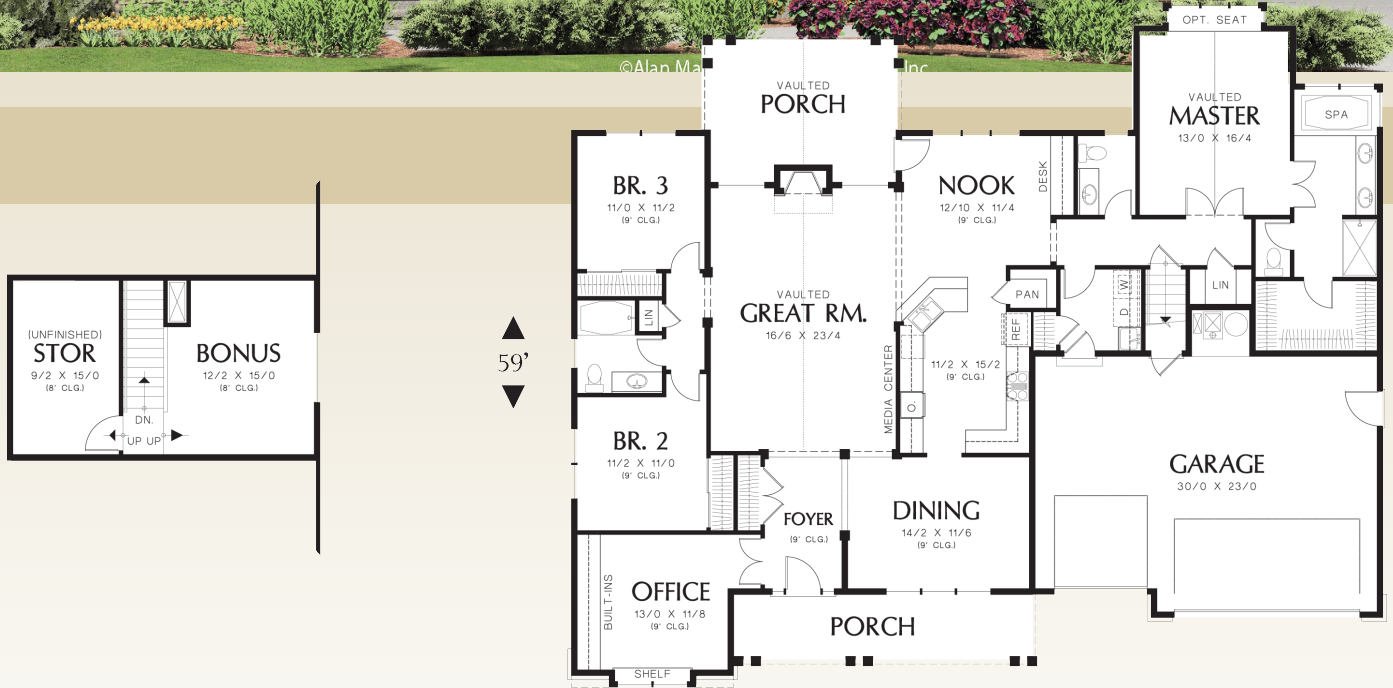 OPT. SEAT
©Alan Ma
Inc
VAULTED
PORCH
VAULTED
MASTER
13/0 X 16/4
SPA
BR. 3
11/0 X 11/2
(9' CLG.)
NOOK
12/10 X 11/4
(9' CLG.)
DESK
LIN
VAULTED
GREAT RM.
16/6 X 23/4
PAN
W
D
LIN
REF
MEDIA CENTER
11/2 X 15/2
(9' CLG.)
O.
(UNFINISHED)
STOR
9/2 X 15/0
(8' CLG.)
BONUS
12/2 X 15/0
(8' CLG.)
DN.
UP UP
59'
BR. 2
11/2 X 11/0
(9' CLG.)
GARAGE
30/0 X 23/0
FOYER
(9' CLG.)
DINING
14/2 X 11/6
(9' CLG.)
BUILT-INS
OFFICE
13/0 X 11/8
(9' CLG.)
PORCH
SHELF